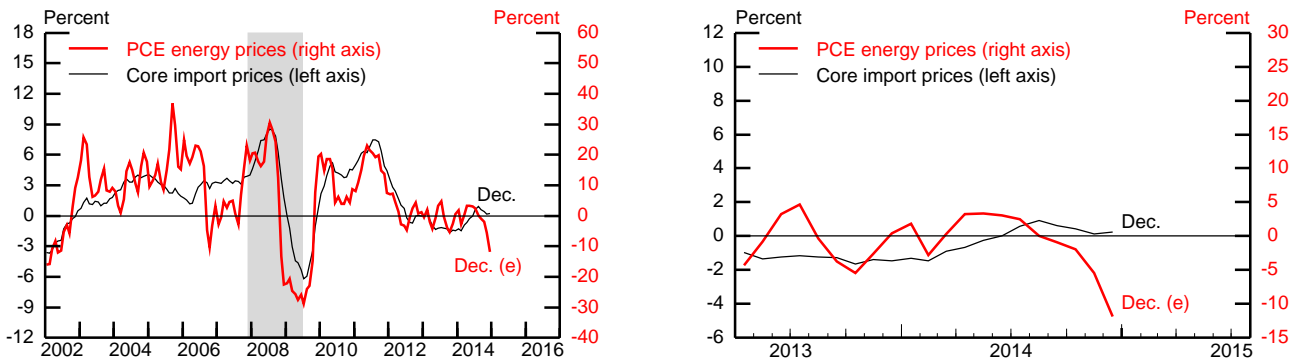 Percent Percent
18 60
15 50
12 40
9 30
6 20
3 10
0 0
-3 -10
-6 -20
-9 -30
-12 -40
PCE energy prices (right axis)
Core import prices (left axis)
Dec.
Dec. (e)
2002 2004 2006 2008 2010 2012 2014 2016
Percent Percent
12 30
10 25
8 20
6 15
4 10
2 5
0 0
-2 -5
-4 -10
-6 -15
PCE energy prices (right axis)
Core import prices (left axis)
Dec.
Dec. (e)
2013 2014 2015